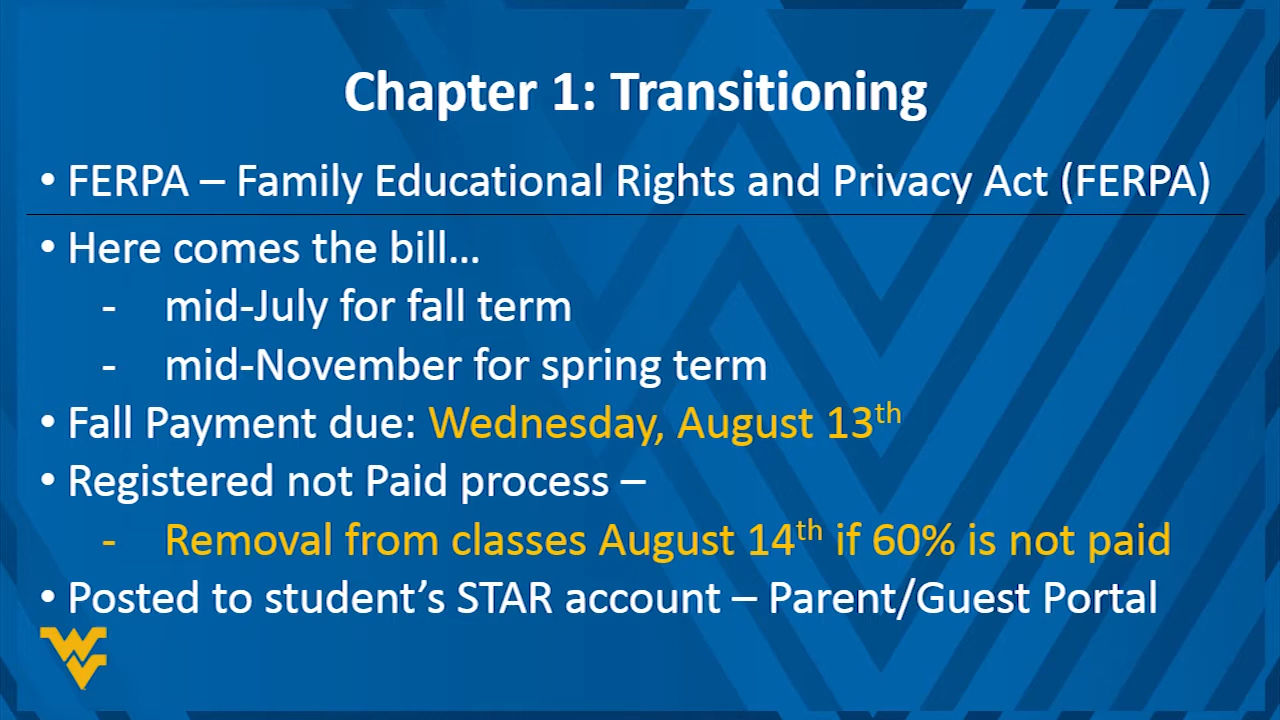 Chapter 1: Transitioning
• FERPA – Family Educational Rights and Privacy Act (FERPA)
• Here comes the bill…
- mid-July for fall term
- mid-November for spring term
• Fall Payment due: Wednesday, August 13th
• Registered not Paid process –
- Removal from classes August 14th if 60% is not paid
• Posted to student’s STAR account – Parent/Guest Portal
WV